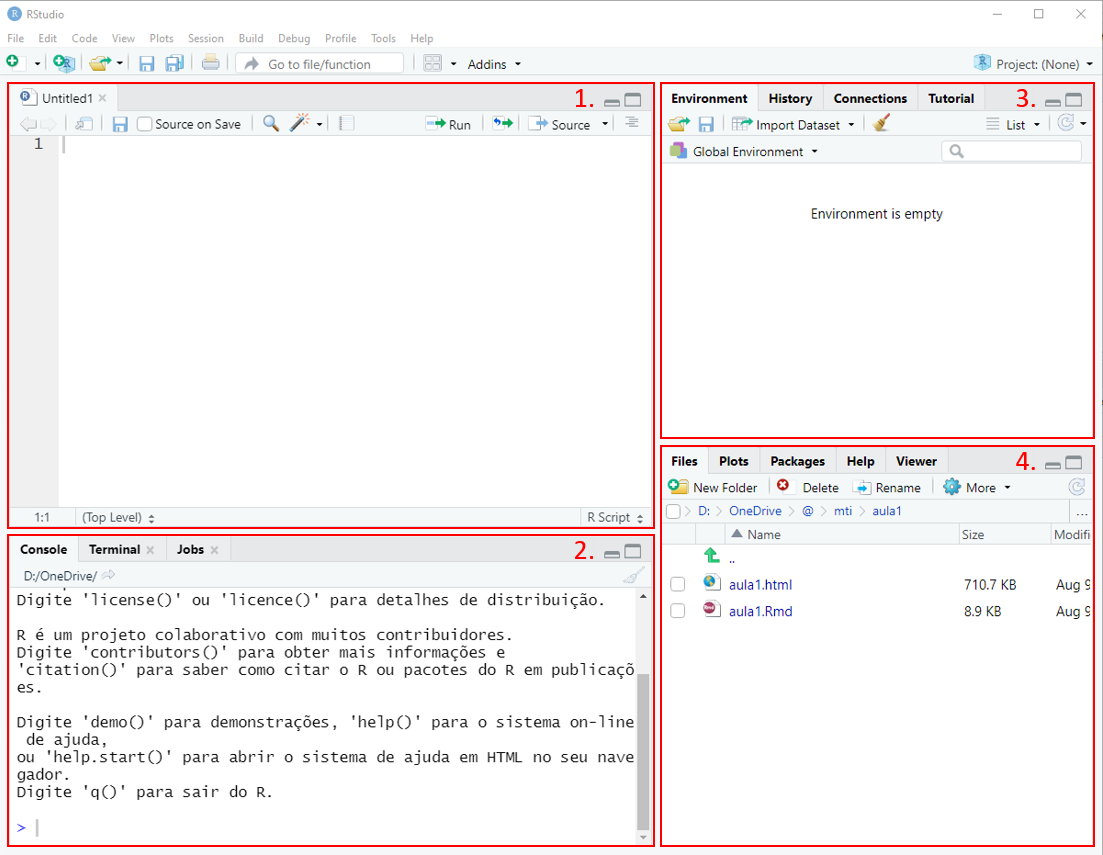 RStudio
File Edit Code View Plots Session Build Debug Profile Tools Help
Go to file/function Addins Project: (None)
Untitled1 1.
Source on Save Run Source
1
1:1 (Top Level) R Script
Console Terminal Jobs 2.
D:/OneDrive/
Digite 'license()' ou 'licence()' para detalhes de distribuição.
R é um projeto colaborativo com muitos contribuidores.
Digite 'contributors()' para obter mais informações e
'citation()' para saber como citar o R ou pacotes do R em publicaçõ
es.
Digite 'demo()' para demonstrações, 'help()' para o sistema on-line
de ajuda,
ou 'help.start()' para abrir o sistema de ajuda em HTML no seu nave
gador.
Digite 'q()' para sair do R.
>
Environment History Connections Tutorial 3.
Import Dataset List
Global Environment
Environment is empty
Files Plots Packages Help Viewer 4.
New Folder Delete Rename More
D: OneDrive @ mti aula1 ...
Name Size Modifi
..
aula1.html 710.7 KB Aug 9
aula1.Rmd 8.9 KB Aug 9